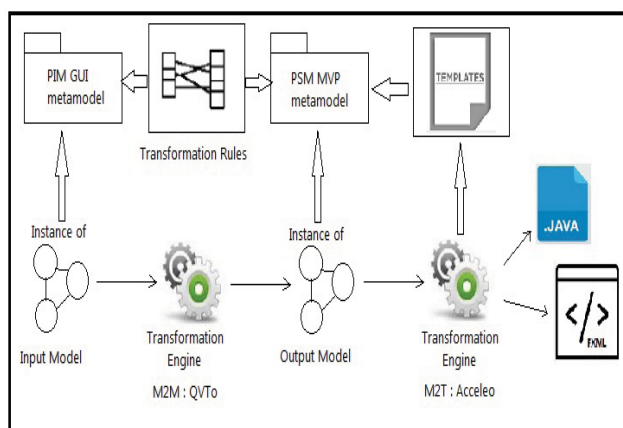 PIM GUI
metamodel
Transformation Rules
PSM MVP
metamodel
TEMPLATES
Instance of
Instance of
.JAVA
</>
FXML
Input Model
Transformation
Engine
M2M : QVTo
Output Model
Transformation
Engine
M2T : Acceleo